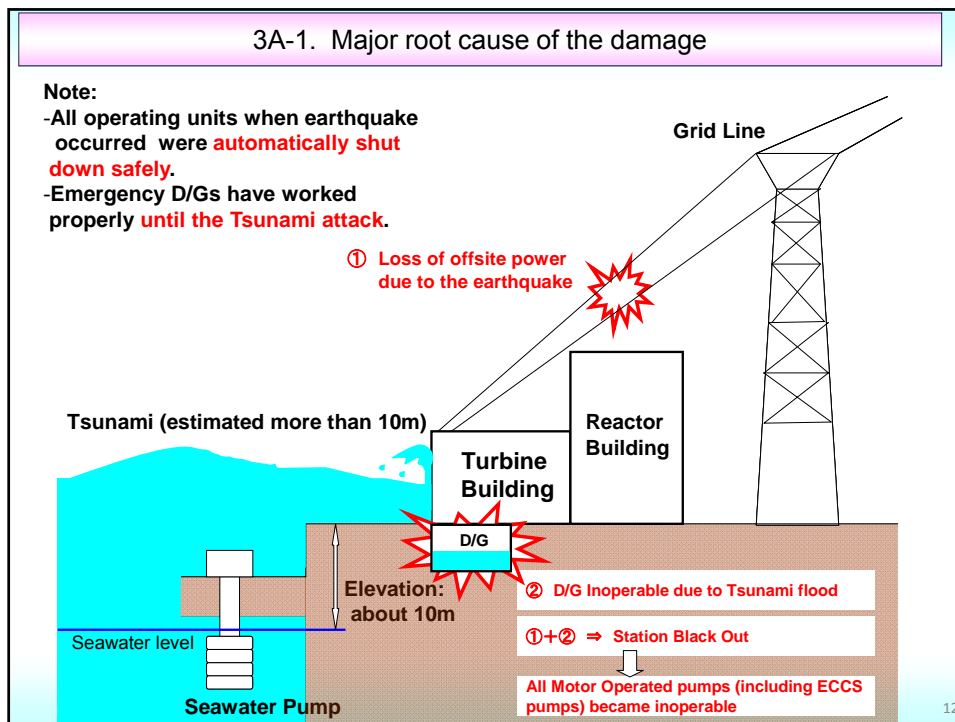 3A-1. Major root cause of the damage
Note:
-All operating units when earthquake
occurred were automatically shut
down safely.
-Emergency D/Gs have worked
properly until the Tsunami attack.
Grid Line
① Loss of offsite power
due to the earthquake
Tsunami (estimated more than 10m)
Reactor
Building
Turbine
Building
D/G
Elevation:
about 10m
② D/G Inoperable due to Tsunami flood
①+② ⇒ Station Black Out
Seawater level
All Motor Operated pumps (including ECCS
pumps) became inoperable
Seawater Pump
12